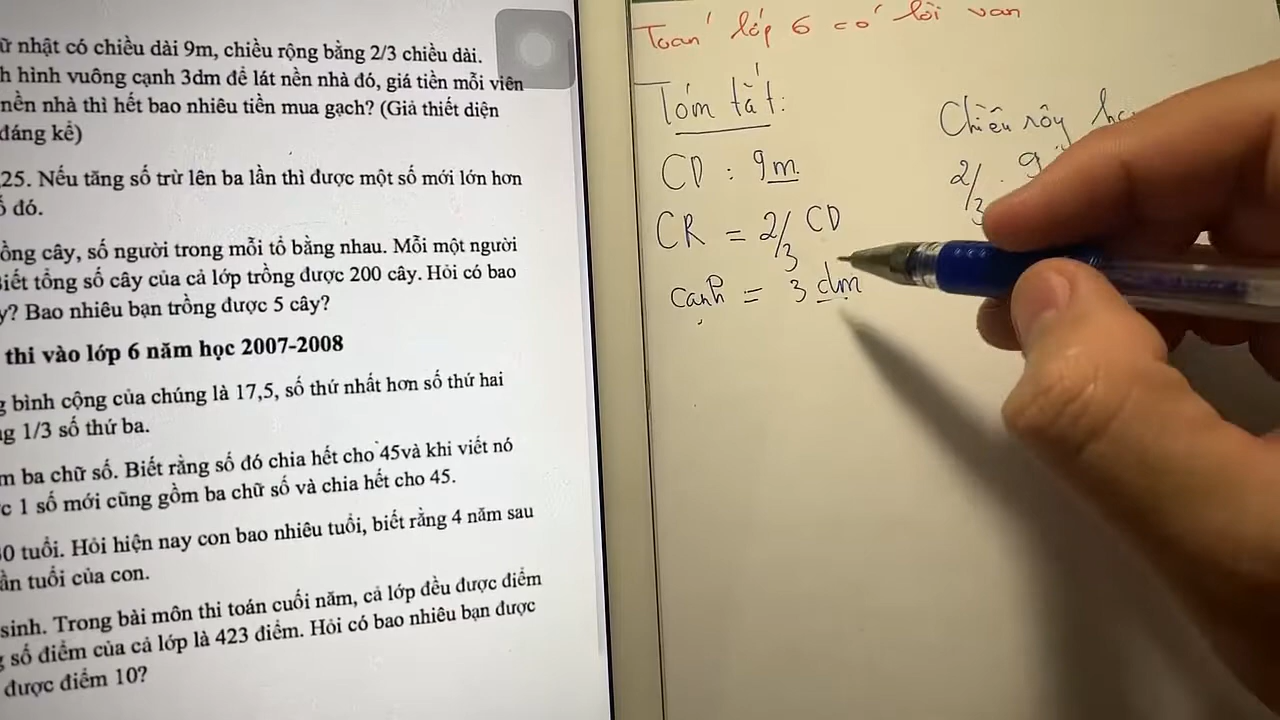 ữ nhật có chiều dài 9m, chiều rộng bằng 2/3 chiều dài.
h hình vuông cạnh 3dm để lát nền nhà đó, giá tiền mỗi viên
nền nhà thì hết bao nhiêu tiền mua gạch? (Giả thiết diện
đáng kể)
25. Nếu tăng số trừ lên ba lần thì được một số mới lớn hơn
ố đó.
ồng cây, số người trong mỗi tổ bằng nhau. Mỗi một người
Biết tổng số cây của cả lớp trồng được 200 cây. Hỏi có bao
y? Bao nhiêu bạn trồng được 5 cây?
thi vào lớp 6 năm học 2007-2008
g bình cộng của chúng là 17,5, số thứ nhất hơn số thứ hai
ng 1/3 số thứ ba.
m ba chữ số. Biết rằng số đó chia hết cho 45và khi viết nó
c 1 số mới cũng gồm ba chữ số và chia hết cho 45.
0 tuổi. Hỏi hiện nay con bao nhiêu tuổi, biết rằng 4 năm sau
ần tuổi của con.
sinh. Trong bài môn thi toán cuối năm, cả lớp đều được điểm
g số điểm của cả lớp là 423 điểm. Hỏi có bao nhiêu bạn được
được điểm 10?
Toán lớp 6 có lời văn
Tóm tắt:
CD : 9m
CR = 2/3 CD
cạnh = 3 dm
Chiều rộng
2/3 . 9